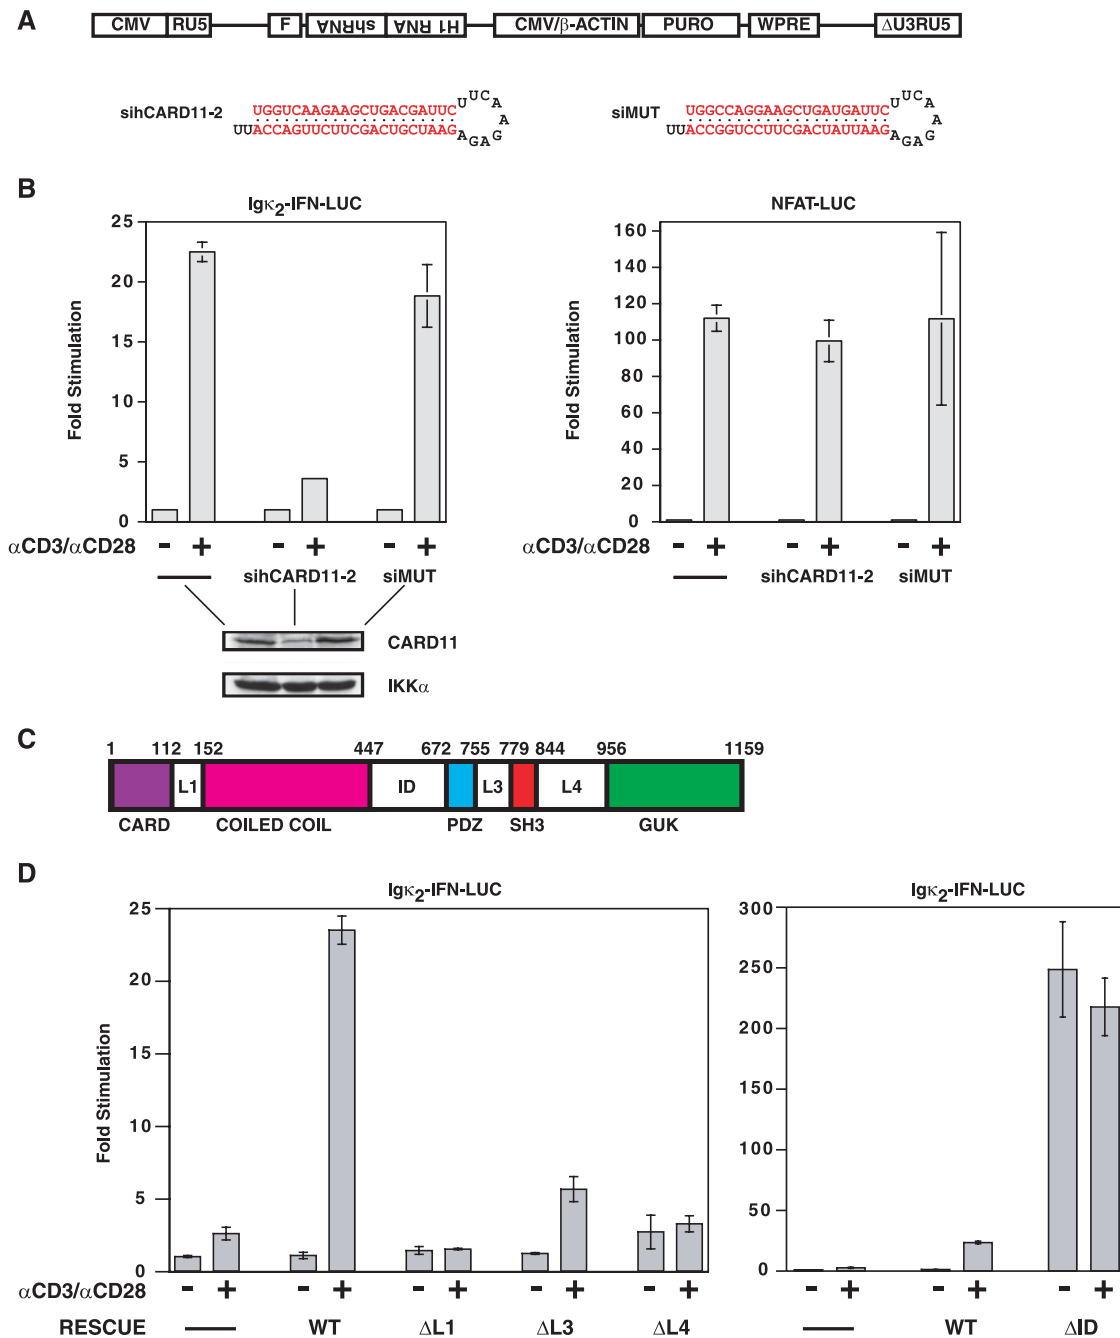 A
CMV RU5 F shRNA H1 RNA CMV/β-ACTIN PURO WPRE ΔU3RU5
sihCARD11-2
UGGUCAAGAAGCUGACGAUUC UUCAAGAGA
UUACCAGUUCUUCGACUGCUAAG
siMUT
UGGCCAGGAAGCUGAUGAUUC UUCAAGAGA
UUACCGGUCCUUCGACUAUUAAG
B
Igκ2-IFN-LUC
Fold Stimulation
25
20
15
10
5
0
αCD3/αCD28 - + - + - +
sihCARD11-2 siMUT
CARD11
IKKα
NFAT-LUC
Fold Stimulation
160
140
120
100
80
60
40
20
0
αCD3/αCD28 - + - + - +
sihCARD11-2 siMUT
C
1 112 152 447 672 755 779 844 956 1159
L1 ID L3 L4
CARD COILED COIL PDZ SH3 GUK
D
Igκ2-IFN-LUC
Fold Stimulation
25
20
15
10
5
0
αCD3/αCD28 - + - + - + - + - +
RESCUE WT ΔL1 ΔL3 ΔL4
Igκ2-IFN-LUC
300
250
200
150
100
50
0
- + - + - +
WT ΔID